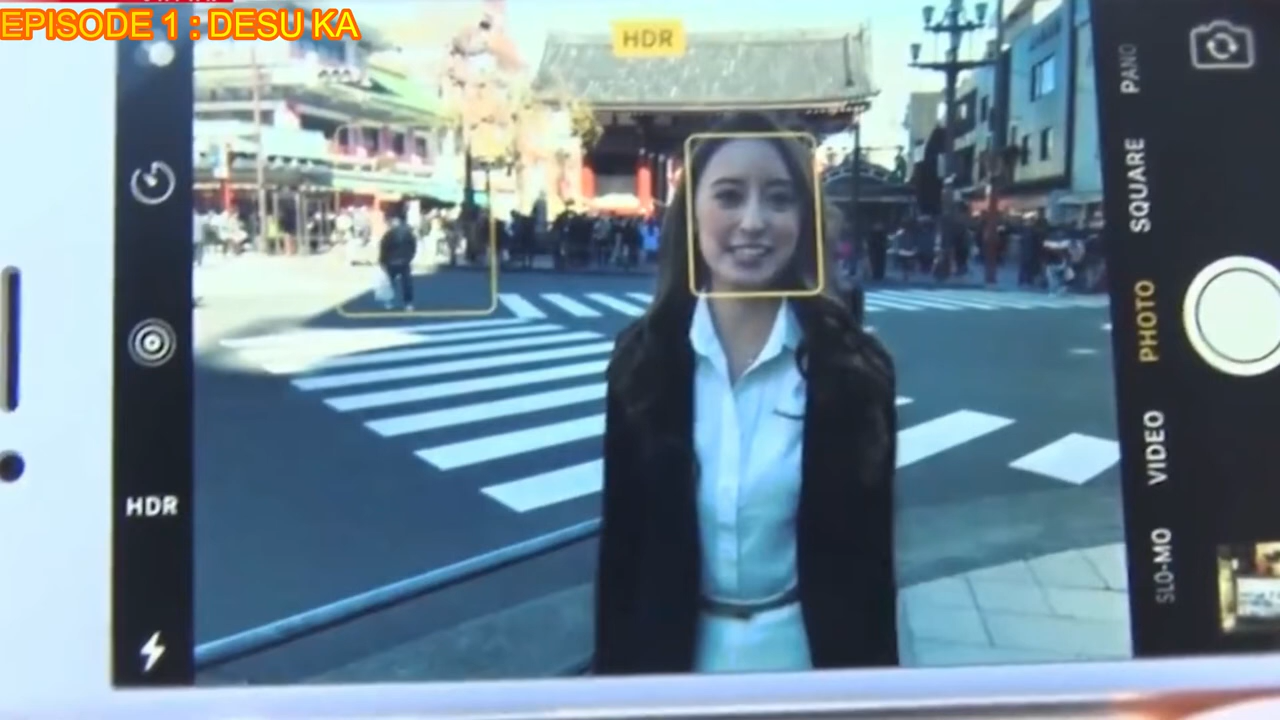 EPISODE 1 : DESU KA
HDR
PANO
SQUARE
PHOTO
VIDEO
SLO-MO
HDR